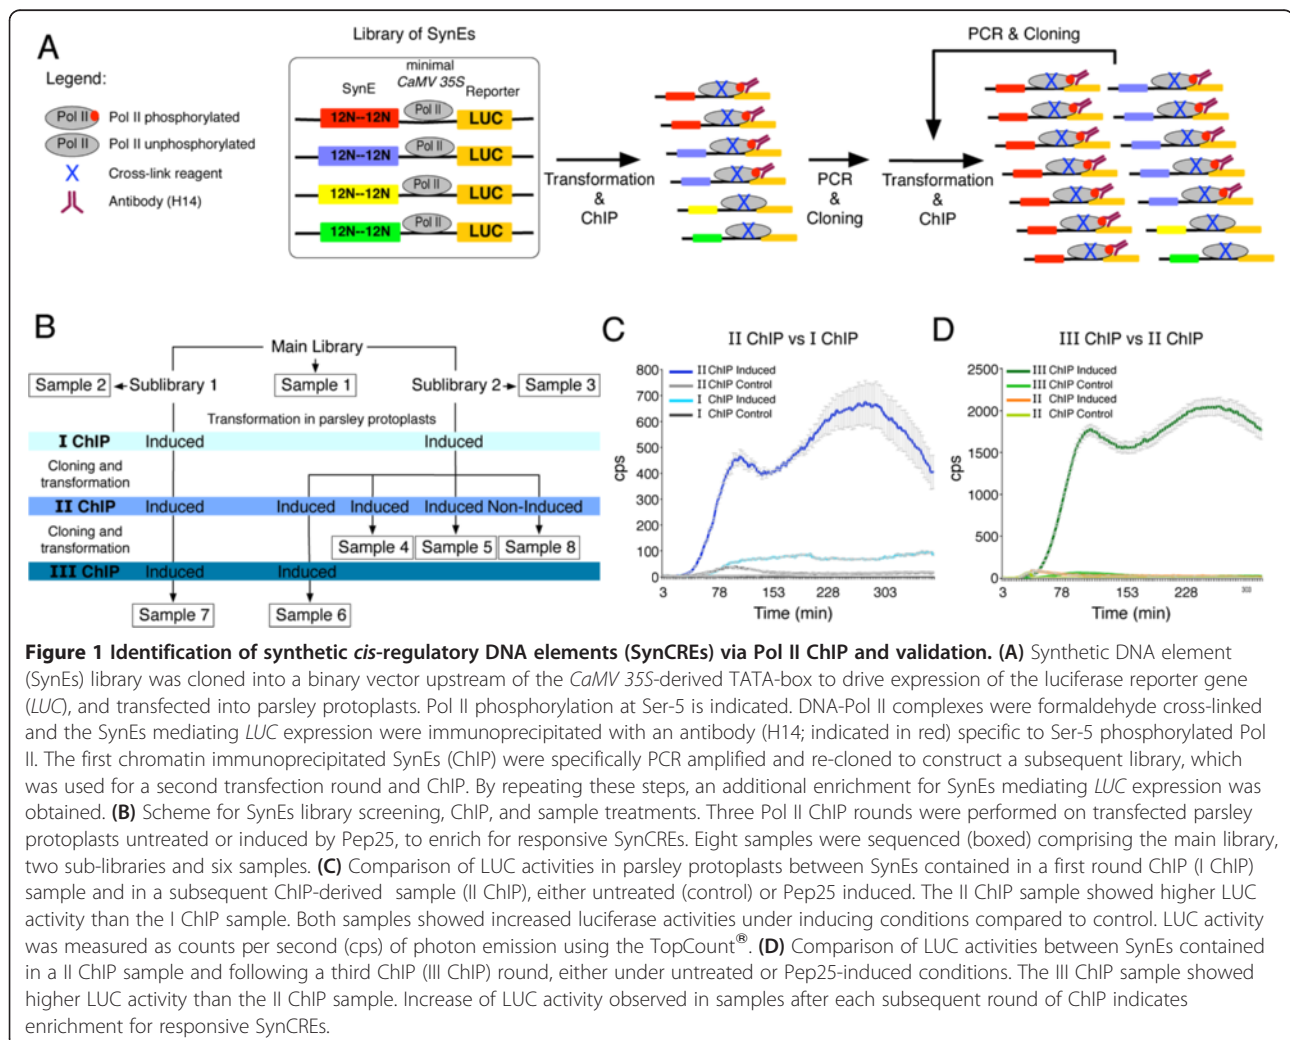 A
Legend:
Pol II
Pol II phosphorylated
Pol II
Pol II unphosphorylated
Cross-link reagent
Antibody (H14)
Library of SynEs
SynE
minimal
CaMV 35S
Reporter
12N--12N
Pol II
LUC
12N--12N
Pol II
LUC
12N--12N
Pol II
LUC
12N--12N
Pol II
LUC
Transformation
&
ChIP
PCR
&
Cloning
Transformation
&
ChIP
PCR & Cloning
B
Main Library
Sample 2
Sublibrary 1
Sample 1
Sublibrary 2
Sample 3
Transformation in parsley protoplasts
I ChIP
Induced
Induced
Cloning and
transformation
II ChIP
Induced
Induced
Induced
Induced
Non-Induced
Cloning and
transformation
Sample 4
Sample 5
Sample 8
III ChIP
Induced
Induced
Sample 7
Sample 6
C
II ChIP vs I ChIP
800
700
600
500
400
300
200
100
0
cps
II ChIP Induced
II ChIP Control
I ChIP Induced
I ChIP Control
3
78
153
228
303
Time (min)
D
III ChIP vs II ChIP
2500
2000
1500
1000
500
0
cps
III ChIP Induced
III ChIP Control
II ChIP Induced
II ChIP Control
3
78
153
228
303
Time (min)
Figure 1 Identification of synthetic cis-regulatory DNA elements (SynCREs) via Pol II ChIP and validation. (A) Synthetic DNA element
(SynEs) library was cloned into a binary vector upstream of the CaMV 35S-derived TATA-box to drive expression of the luciferase reporter gene
(LUC), and transfected into parsley protoplasts. Pol II phosphorylation at Ser-5 is indicated. DNA-Pol II complexes were formaldehyde cross-linked
and the SynEs mediating LUC expression were immunoprecipitated with an antibody (H14; indicated in red) specific to Ser-5 phosphorylated Pol
II. The first chromatin immunoprecipitated SynEs (ChIP) were specifically PCR amplified and re-cloned to construct a subsequent library, which
was used for a second transfection round and ChIP. By repeating these steps, an additional enrichment for SynEs mediating LUC expression was
obtained. (B) Scheme for SynEs library screening, ChIP, and sample treatments. Three Pol II ChIP rounds were performed on transfected parsley
protoplasts untreated or induced by Pep25, to enrich for responsive SynCREs. Eight samples were sequenced (boxed) comprising the main library,
two sub-libraries and six samples. (C) Comparison of LUC activities in parsley protoplasts between SynEs contained in a first round ChIP (I ChIP)
sample and in a subsequent ChIP-derived sample (II ChIP), either untreated (control) or Pep25 induced. The II ChIP sample showed higher LUC
activity than the I ChIP sample. Both samples showed increased luciferase activities under inducing conditions compared to control. LUC activity
was measured as counts per second (cps) of photon emission using the TopCount®. (D) Comparison of LUC activities between SynEs contained
in a II ChIP sample and following a third ChIP (III ChIP) round, either under untreated or Pep25-induced conditions. The III ChIP sample showed
higher LUC activity than the II ChIP sample. Increase of LUC activity observed in samples after each subsequent round of ChIP indicates
enrichment for responsive SynCREs.